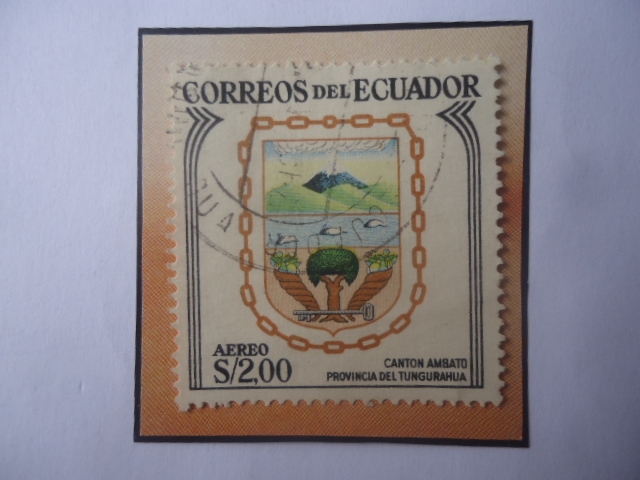 CORREOS DEL ECUADOR
AEREO
S/2,00
CANTON AMBATO
PROVINCIA DEL TUNGURAHUA